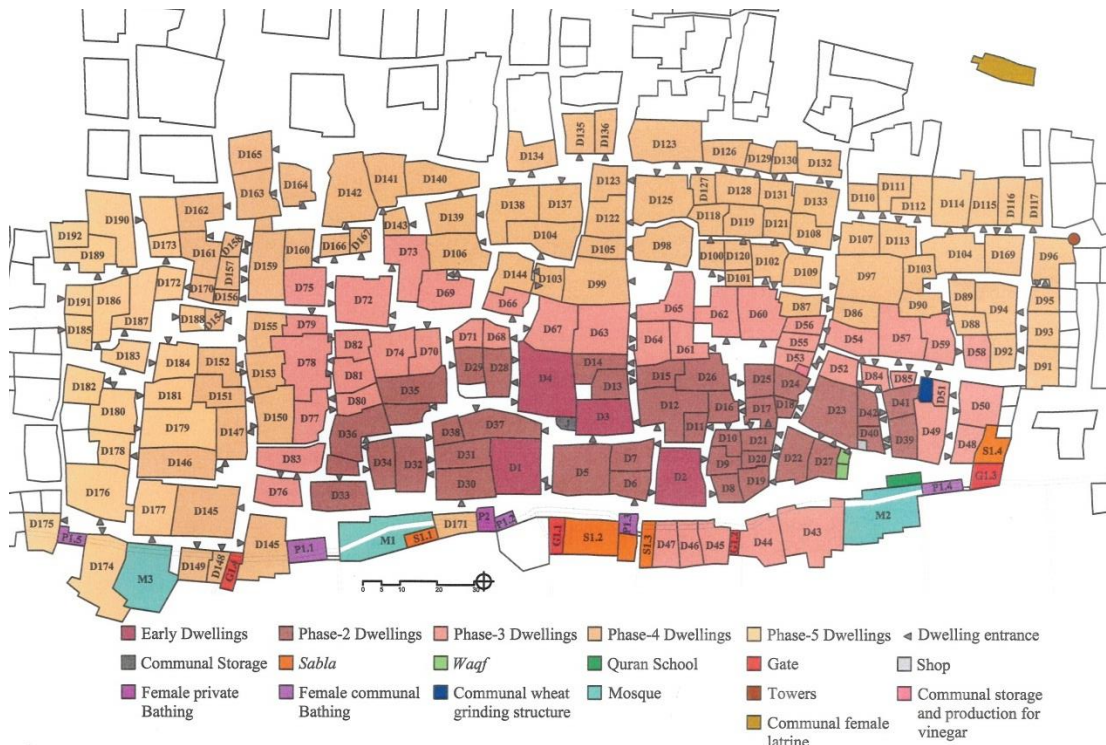 D135
D136
D123
D126
D129
D130
D132
D134
D165
D141
D140
D142
D163
D164
D127
D128
D131
D133
D123
D125
D110
D111
D112
D114
D115
D116
D117
D190
D162
D143
D139
D138
D137
D122
D118
D119
D121
D108
D192
D173
D158
D160
D166
D167
D104
D105
D98
D107
D113
D189
D161
D159
D73
D106
D100
D120
D102
D104
D169
D96
D170
D157
D144
D103
D99
D101
D109
D97
D103
D191
D186
D172
D156
D75
D72
D69
D66
D65
D62
D60
D87
D90
D89
D94
D95
D185
D187
D188
D154
D155
D79
D67
D63
D64
D61
D56
D86
D88
D93
D183
D184
D152
D78
D82
D74
D70
D71
D68
D55
D54
D57
D59
D58
D92
D182
D153
D81
D29
D28
D4
D14
D15
D26
D53
D52
D84
D85
D91
D181
D151
D80
D35
D13
D25
D24
D51
D50
D180
D150
D77
D3
D12
D16
D17
D18
D23
D42
D41
D179
D147
D36
D38
D37
D11
D40
D39
D49
D48
D178
D146
D83
D34
D32
D31
D1
D5
D7
D10
D21
D20
D9
D22
D27
S1.4
D176
D76
D33
D30
D6
D2
D8
D19
G1.3
P1.4
D175
P1.5
D177
D145
D145
P1.1
M1
S1.1
D171
P2
P1.2
G1.1
S1.2
P1.3
S1.3
D47
D46
D45
G1.2
D44
D43
M2
D174
M3
D149
D148
G1.4
0 5 10 20 30
Early Dwellings
Phase-2 Dwellings
Phase-3 Dwellings
Phase-4 Dwellings
Phase-5 Dwellings
Dwelling entrance
Communal Storage
Sabla
Waqf
Quran School
Gate
Shop
Female private
Bathing
Female communal
Bathing
Communal wheat
grinding structure
Mosque
Towers
Communal storage
and production for
vinegar
Communal female
latrine